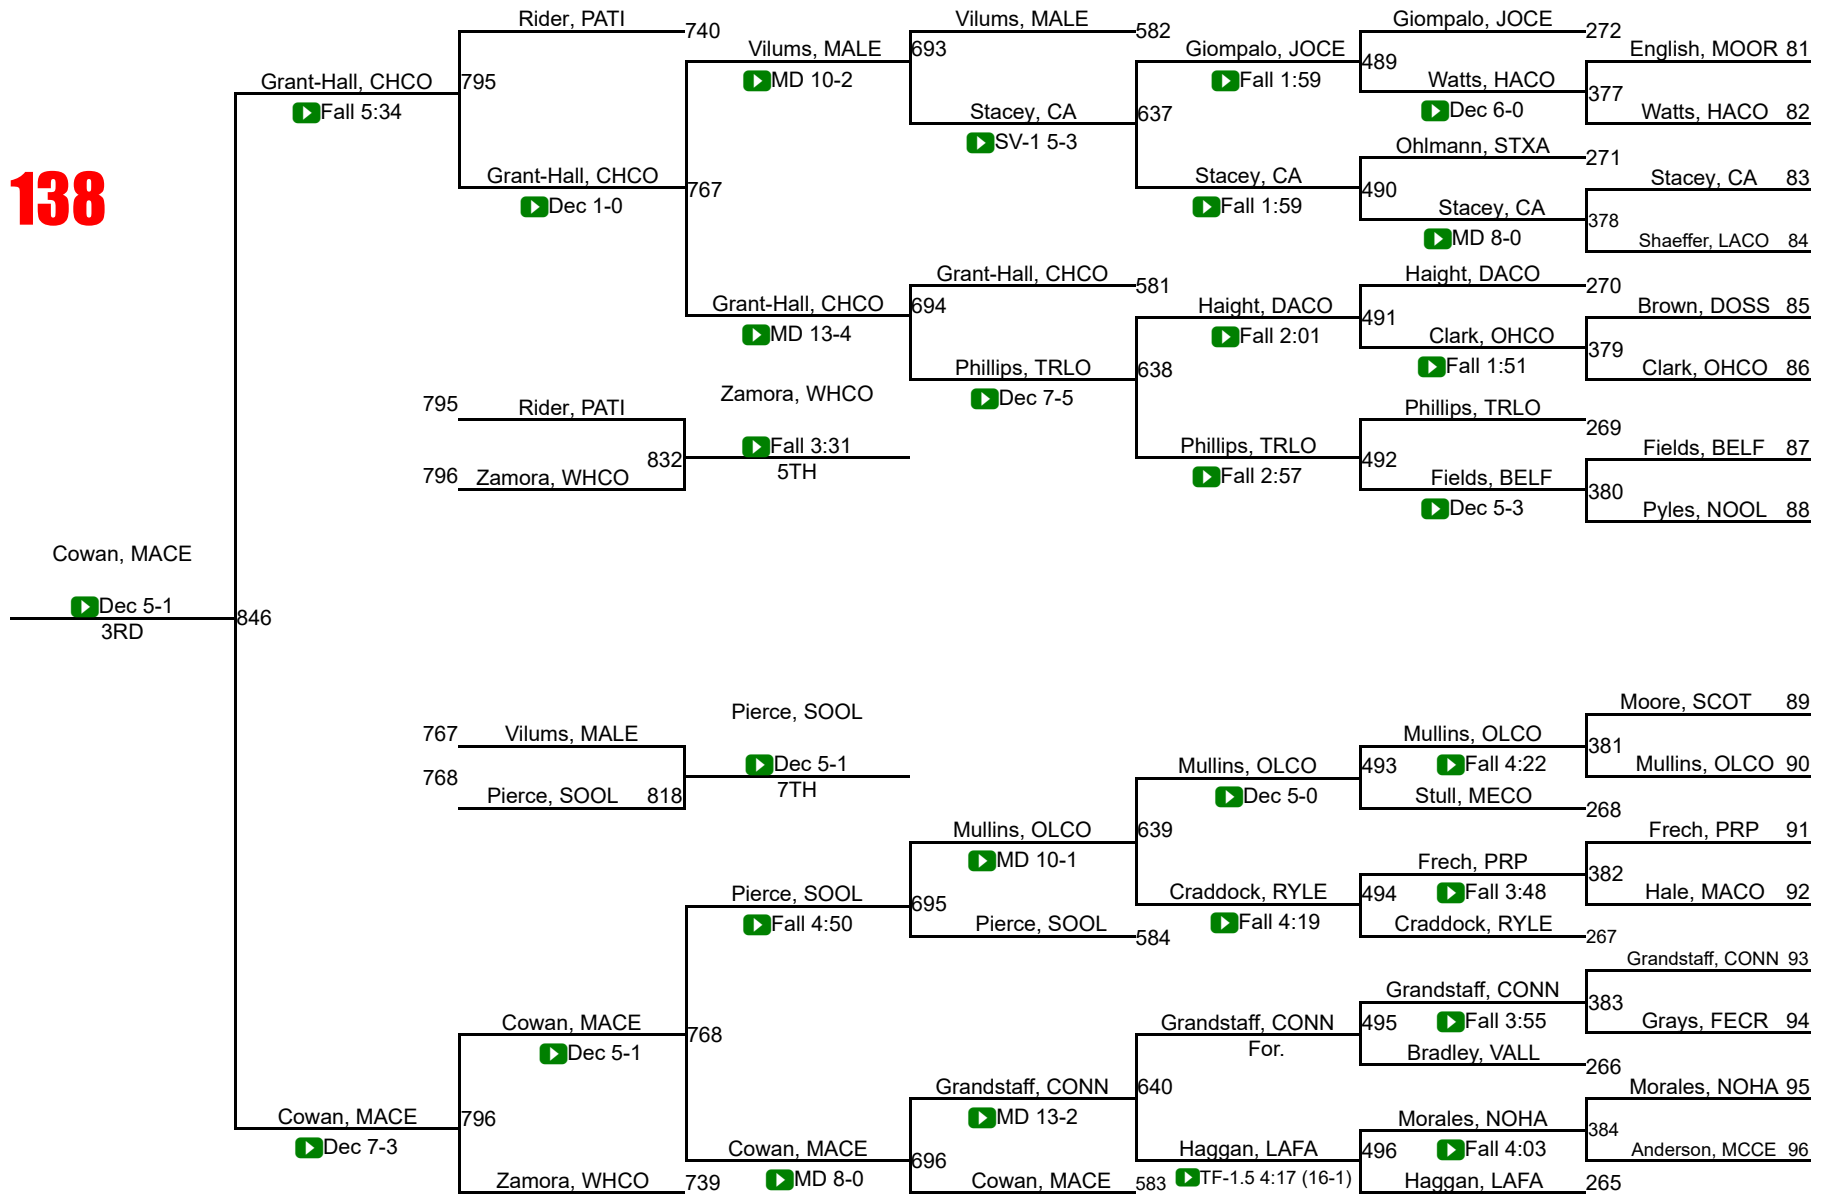 138
Rider, PATI
740
Grant-Hall, CHCO
Fall 5:34
795
Grant-Hall, CHCO
Dec 1-0
Vilums, MALE
MD 10-2
767
Grant-Hall, CHCO
MD 13-4
Vilums, MALE
582
693
Stacey, CA
SV-1 5-3
Grant-Hall, CHCO
581
694
Phillips, TRLO
Dec 7-5
Giompalo, JOCE
Fall 1:59
637
Stacey, CA
Fall 1:59
Haight, DACO
Fall 2:01
638
Phillips, TRLO
Fall 2:57
Giompalo, JOCE
272
489
Watts, HACO
Dec 6-0
Ohlmann, STXA
271
490
Stacey, CA
MD 8-0
Haight, DACO
270
491
Clark, OHCO
Fall 1:51
Phillips, TRLO
269
492
Fields, BELF
Dec 5-3
English, MOOR 81
377
Watts, HACO 82
Stacey, CA 83
378
Shaeffer, LACO 84
Brown, DOSS 85
379
Clark, OHCO 86
Fields, BELF 87
380
Pyles, NOOL 88
795
Rider, PATI
796
Zamora, WHCO
832
Zamora, WHCO
Fall 3:31
5TH
Cowan, MACE
Dec 5-1
3RD
846
767
Vilums, MALE
768
Pierce, SOOL
818
Pierce, SOOL
Dec 5-1
7TH
Cowan, MACE
Dec 7-3
796
Cowan, MACE
Dec 5-1
Zamora, WHCO
739
Pierce, SOOL
Fall 4:50
768
Cowan, MACE
MD 8-0
Mullins, OLCO
MD 10-1
695
Pierce, SOOL
584
Grandstaff, CONN
MD 13-2
696
Cowan, MACE
583
Mullins, OLCO
Dec 5-0
639
Craddock, RYLE
Fall 4:19
Grandstaff, CONN
For.
640
Haggan, LAFA
TF-1.5 4:17 (16-1)
Mullins, OLCO
Fall 4:22
493
Stull, MECO
268
Frech, PRP
Fall 3:48
494
Craddock, RYLE
267
Grandstaff, CONN
Fall 3:55
495
Bradley, VALL
266
Morales, NOHA
Fall 4:03
496
Haggan, LAFA
265
Moore, SCOT 89
381
Mullins, OLCO 90
Frech, PRP 91
382
Hale, MACO 92
Grandstaff, CONN 93
383
Grays, FECR 94
Morales, NOHA 95
384
Anderson, MCCE 96